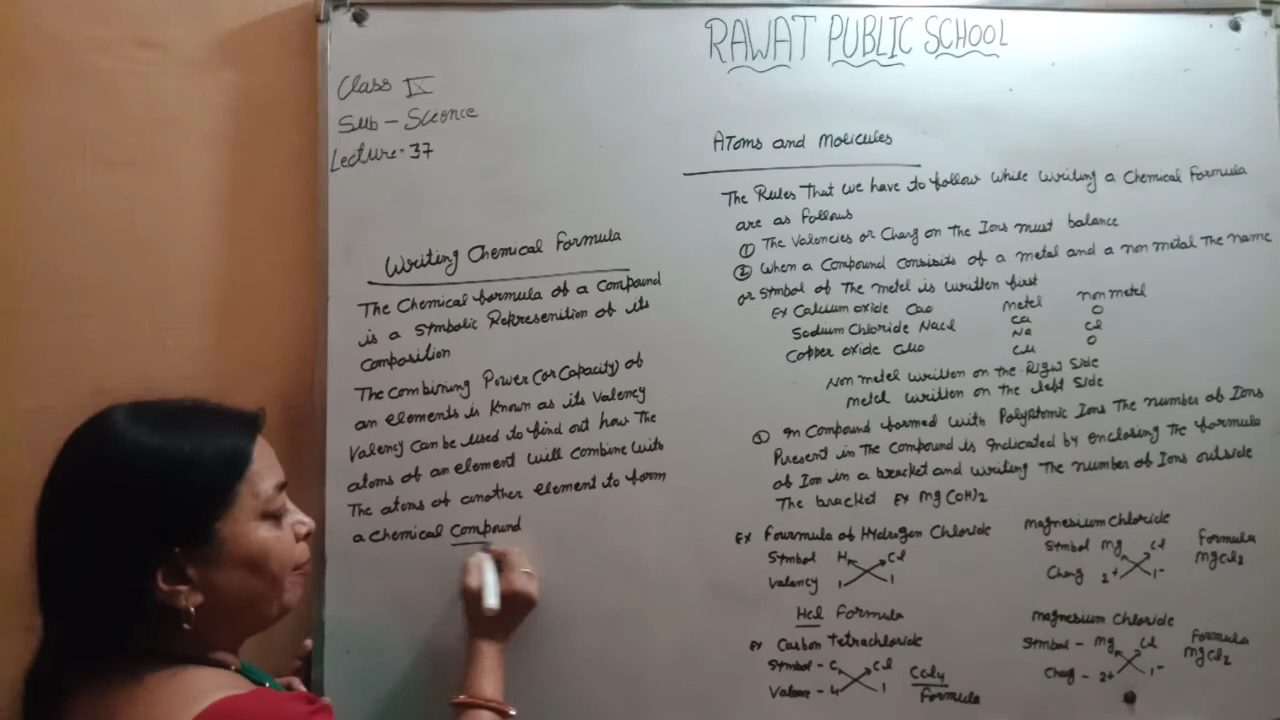 RAWAT PUBLIC SCHOOL
Class IX
Sub - Science
Lecture - 37
Writing Chemical Formula
The Chemical formula of a Compound
is a Symbolic Representation of its
Composition
The Combining Power (or Capacity) of
an elements is known as its Valency
Valency can be used to find out how The
atoms of an element will Combine with
The atoms of another element to form
a chemical Compound
Atoms and Molicules
The Rules That we have to follow while writing a Chemical Formula
are as follows
① The Valencies or Charg on The Ions must balance
② When a Compound Consisits of a metal and a non metal The name
or Symbol of The metel is written first
Ex Calcium oxide Cao metel non metel
Ca O
Sodium Chloride Nacl Na Cl
Copper oxide Cuo Cu O
Non metel written on the Right Side
metel written on the left Side
③ In Compound formed with Polyatomic Ions The number of Ions
Present in The Compound is Indicated by enclosing The formula
of Ion in a bracket and writing The number of Ions outside
The bracket Ex Mg(OH)2
Ex Fourmula of Hydrogen Chloride
Symbol H Cl
Valency 1 1
Hcl Formula
Ex Carbon Tetrachloride
Symbol - C Cl
4 1
CCl4
Formula
Magnesium Chloride
Symbol Mg Cl Formula
2+ 1- MgCl2
Magnesium Chloride
Symbol - Mg Cl Formula
2+ 1- MgCl2